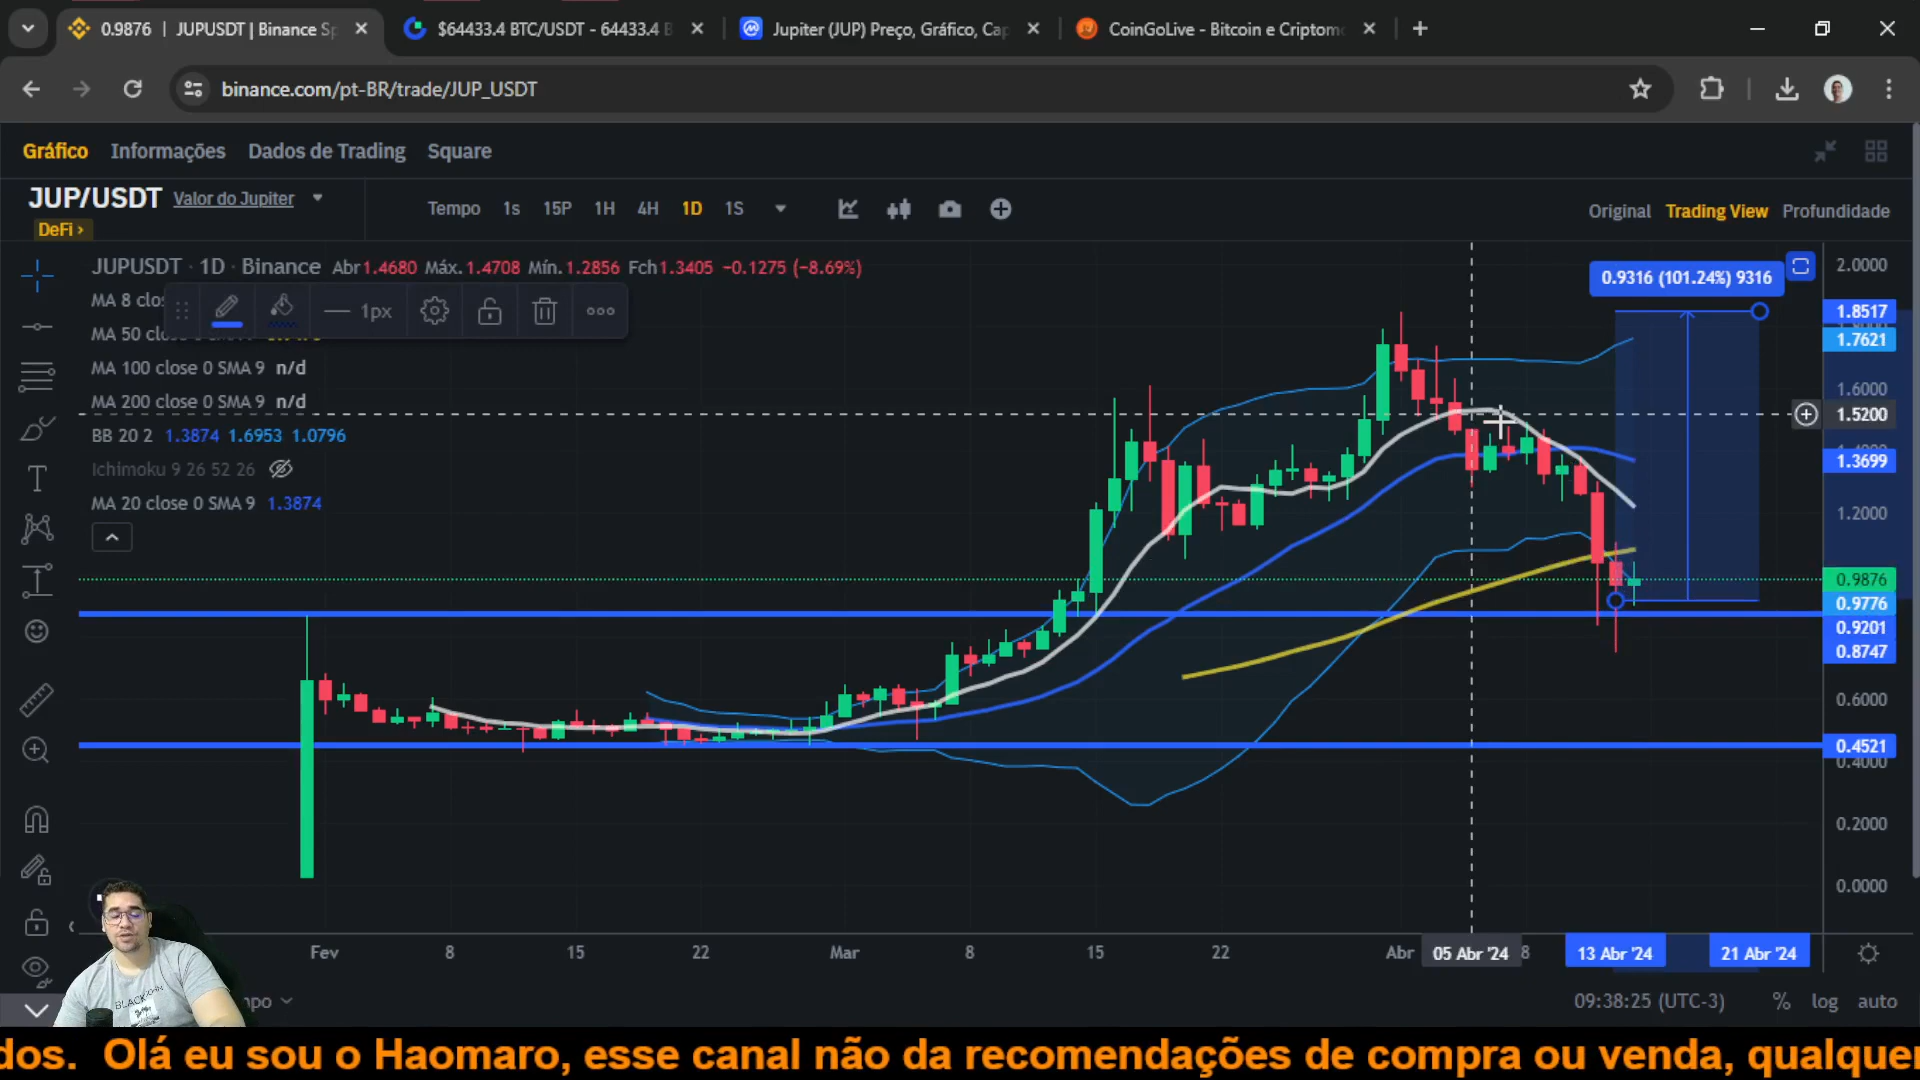 0.9876 | JUPUSDT | Binance Sp
$64433.4 BTC/USDT - 64433.4 B
Jupiter (JUP) Preço, Gráfico, Cap
CoinGoLive - Bitcoin e Criptom
binance.com/pt-BR/trade/JUP_USDT
Gráfico Informações Dados de Trading Square
JUP/USDT Valor do Jupiter
DeFi ›
Tempo 1s 15P 1H 4H 1D 1S
Original Trading View Profundidade
JUPUSDT · 1D · Binance Abr1.4680 Máx.1.4708 Mín.1.2856 Fch1.3405 −0.1275 (−8.69%)
MA 8 clos
1px
MA 50 cl
MA 100 close 0 SMA 9 n/d
MA 200 close 0 SMA 9 n/d
BB 20 2 1.3874 1.6953 1.0796
Ichimoku 9 26 52 26
MA 20 close 0 SMA 9 1.3874
0.9316 (101.24%) 9316
2.0000
1.8517
1.7621
1.6000
1.5200
1.3699
1.2000
0.9876
0.9776
0.9201
0.8747
0.6000
0.4521
0.4000
0.2000
0.0000
Fev 8 15 22 Mar 8 15 22 Abr 05 Abr '24 8 13 Abr '24 21 Abr '24
BLACK
po
09:38:25 (UTC-3) % log auto
dos. Olá eu sou o Haomaro, esse canal não da recomendações de compra ou venda, qualquer